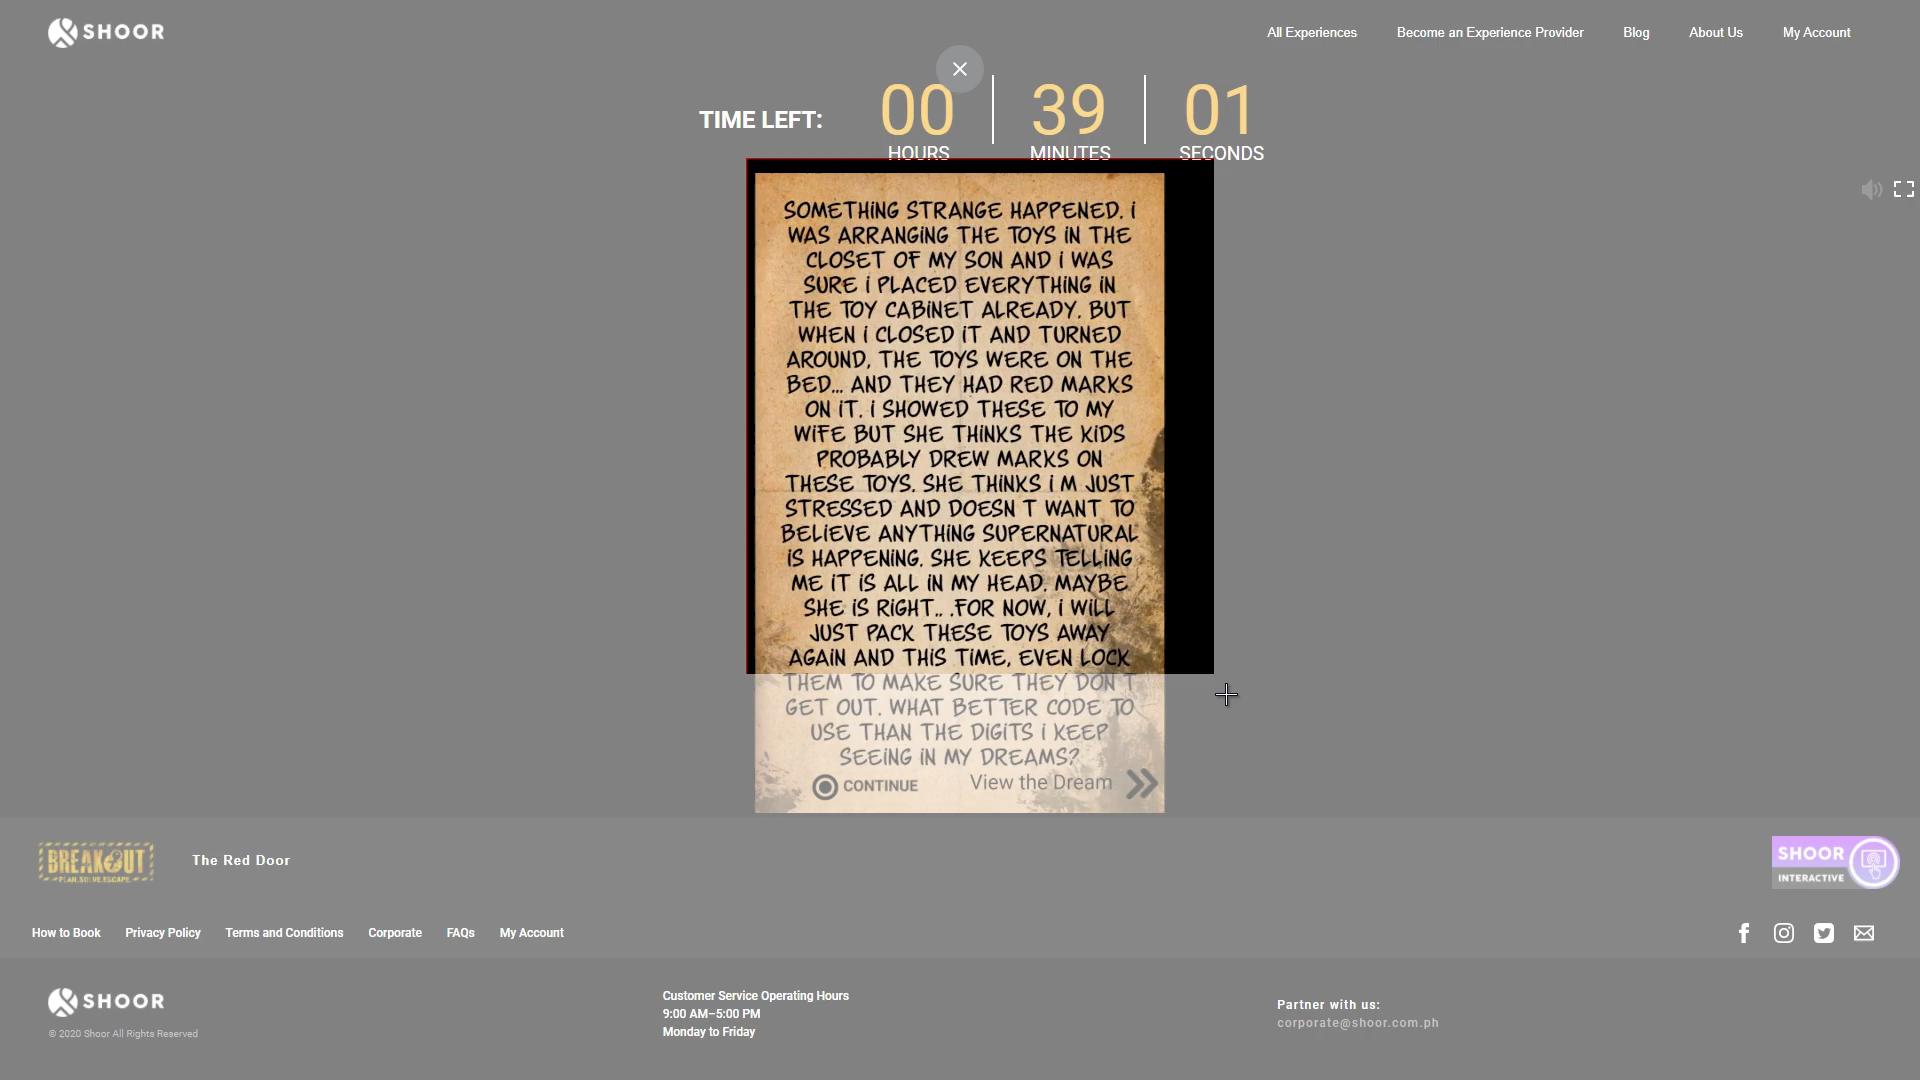 SHOOR
All Experiences
Become an Experience Provider
Blog
About Us
My Account
TIME LEFT:
00
39
01
HOURS
MINUTES
SECONDS
SOMETHING STRANGE HAPPENED. I
WAS ARRANGING THE TOYS IN THE
CLOSET OF MY SON AND I WAS
SURE I PLACED EVERYTHING IN
THE TOY CABINET ALREADY. BUT
WHEN I CLOSED IT AND TURNED
AROUND, THE TOYS WERE ON THE
BED... AND THEY HAD RED MARKS
ON IT. I SHOWED THESE TO MY
WIFE BUT SHE THINKS THE KIDS
PROBABLY DREW MARKS ON
THESE TOYS. SHE THINKS I M JUST
STRESSED AND DOESN T WANT TO
BELIEVE ANYTHING SUPERNATURAL
IS HAPPENING. SHE KEEPS TELLING
ME IT IS ALL IN MY HEAD. MAYBE
SHE IS RIGHT.. .FOR NOW, I WILL
JUST PACK THESE TOYS AWAY
AGAIN AND THIS TIME, EVEN LOCK
THEM TO MAKE SURE THEY DON T
GET OUT. WHAT BETTER CODE TO
USE THAN THE DIGITS I KEEP
SEEING IN MY DREAMS?
CONTINUE
View the Dream
BREAKOUT
PLAN.SOLVE.ESCAPE
The Red Door
SHOOR
INTERACTIVE
How to Book
Privacy Policy
Terms and Conditions
Corporate
FAQs
My Account
SHOOR
© 2020 Shoor All Rights Reserved
Customer Service Operating Hours
9:00 AM–5:00 PM
Monday to Friday
Partner with us:
corporate@shoor.com.ph